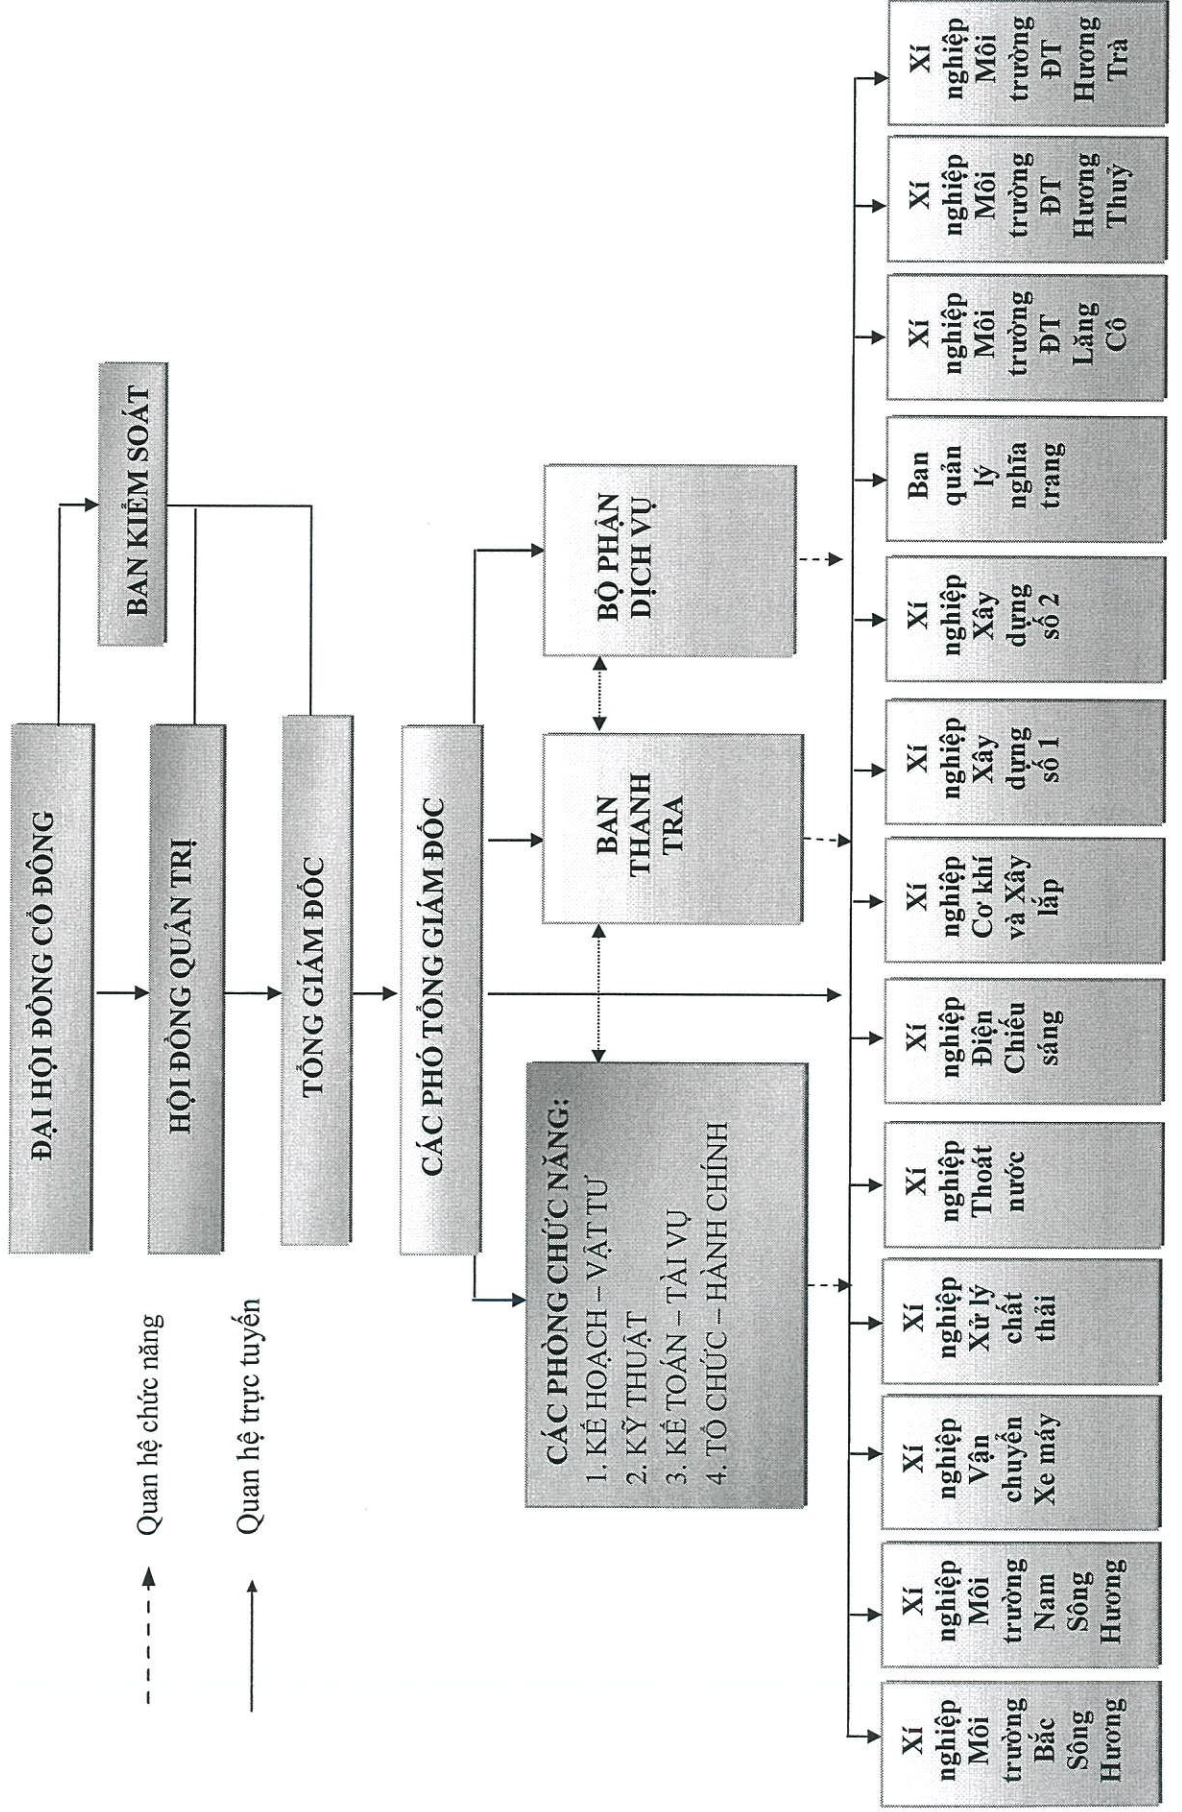 ĐẠI HỘI ĐỒNG CỔ ĐÔNG
BAN KIỂM SOÁT
HỘI ĐỒNG QUẢN TRỊ
TỔNG GIÁM ĐỐC
CÁC PHÓ TỔNG GIÁM ĐỐC
Quan hệ chức năng
Quan hệ trực tuyến
CÁC PHÒNG CHỨC NĂNG:
1. KẾ HOẠCH – VẬT TƯ
2. KỸ THUẬT
3. KẾ TOÁN – TÀI VỤ
4. TỔ CHỨC – HÀNH CHÍNH
BAN
THANH
TRA
BỘ PHẬN
DỊCH VỤ
Xí
nghiệp
Môi
trường
Bắc
Sông
Hương
Xí
nghiệp
Môi
trường
Nam
Sông
Hương
Xí
nghiệp
Vận
chuyển
Xe máy
Xí
nghiệp
Xử lý
chất
thải
Xí
nghiệp
Thoát
nước
Xí
nghiệp
Điện
Chiếu
sáng
Xí
nghiệp
Cơ khí
và Xây
lắp
Xí
nghiệp
Xây
dựng
số 1
Xí
nghiệp
Xây
dựng
số 2
Ban
quản
lý
nghĩa
trang
Xí
nghiệp
Môi
trường
ĐT
Lăng
Cô
Xí
nghiệp
Môi
trường
ĐT
Hương
Thuỷ
Xí
nghiệp
Môi
trường
ĐT
Hương
Trà